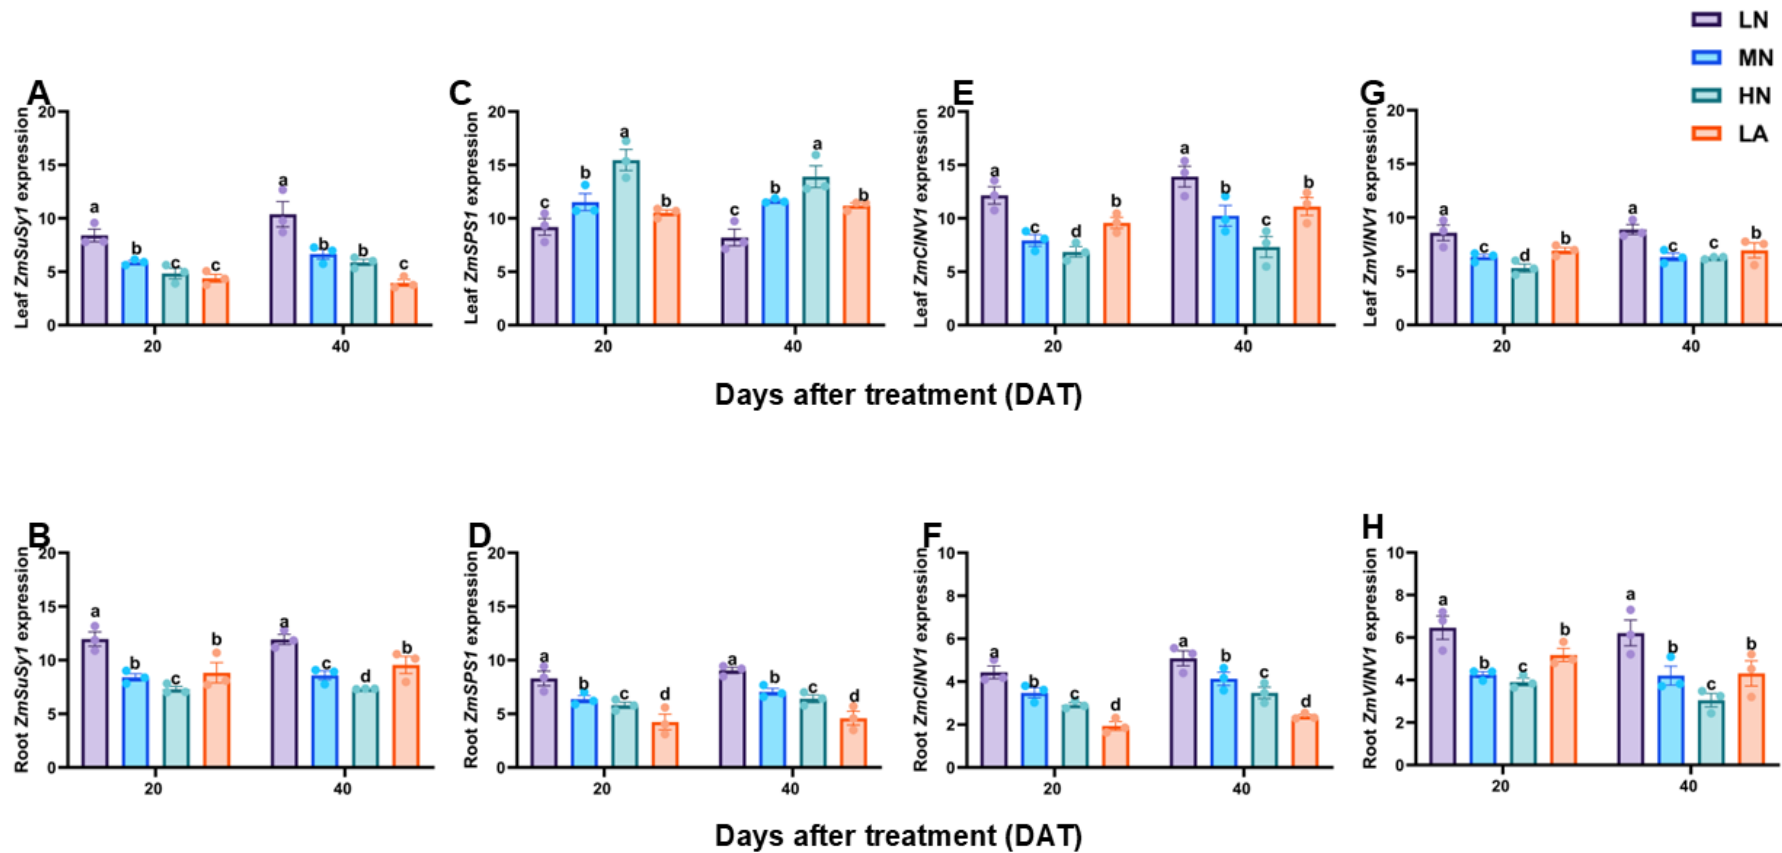 LN
MN
HN
LA
A
Leaf ZmSuSy1 expression
20
15
10
5
0
a
b
c
c
a
b
b
c
20
40
C
Leaf ZmSPS1 expression
20
15
10
5
0
c
b
a
b
c
b
a
b
20
40
E
Leaf ZmCINV1 expression
20
15
10
5
0
a
c
d
b
a
b
c
b
20
40
G
Leaf ZmVINV1 expression
20
15
10
5
0
a
c
d
b
a
c
c
b
20
40
Days after treatment (DAT)
B
Root ZmSuSy1 expression
20
15
10
5
0
a
b
c
b
a
c
d
b
20
40
D
Root ZmSPS1 expression
20
15
10
5
0
a
b
c
d
a
b
c
d
20
40
F
Root ZmCINV1 expression
10
8
6
4
2
0
a
b
c
d
a
b
c
d
20
40
H
Root ZmVINV1 expression
10
8
6
4
2
0
a
b
c
b
a
b
c
b
20
40
Days after treatment (DAT)